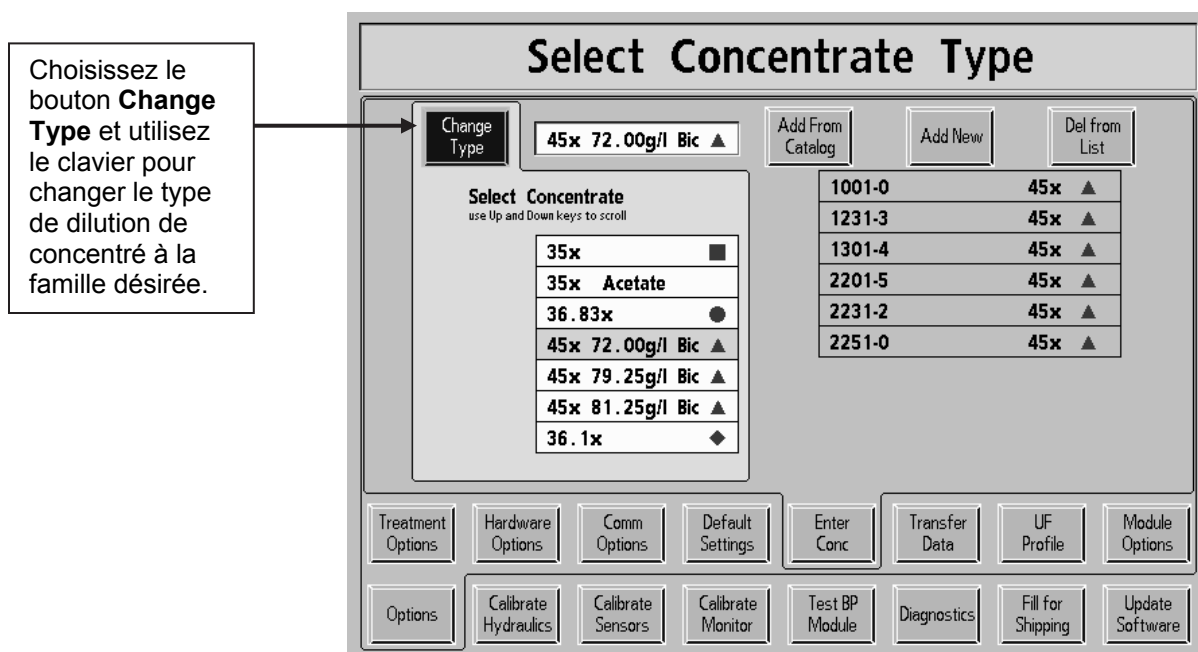 Choisissez le
bouton Change
Type et utilisez
le clavier pour
changer le type
de dilution de
concentré à la
famille désirée.
Select Concentrate Type
Change
Type
45x 72.00g/l Bic ▲
Add From
Catalog
Add New
Del from
List
Select Concentrate
use Up and Down keys to scroll
35x ■
35x Acetate
36.83x ●
45x 72.00g/l Bic ▲
45x 79.25g/l Bic ▲
45x 81.25g/l Bic ▲
36.1x ◆
1001-0 45x ▲
1231-3 45x ▲
1301-4 45x ▲
2201-5 45x ▲
2231-2 45x ▲
2251-0 45x ▲
Treatment
Options
Hardware
Options
Comm
Options
Default
Settings
Enter
Conc
Transfer
Data
UF
Profile
Module
Options
Options
Calibrate
Hydraulics
Calibrate
Sensors
Calibrate
Monitor
Test BP
Module
Diagnostics
Fill for
Shipping
Update
Software